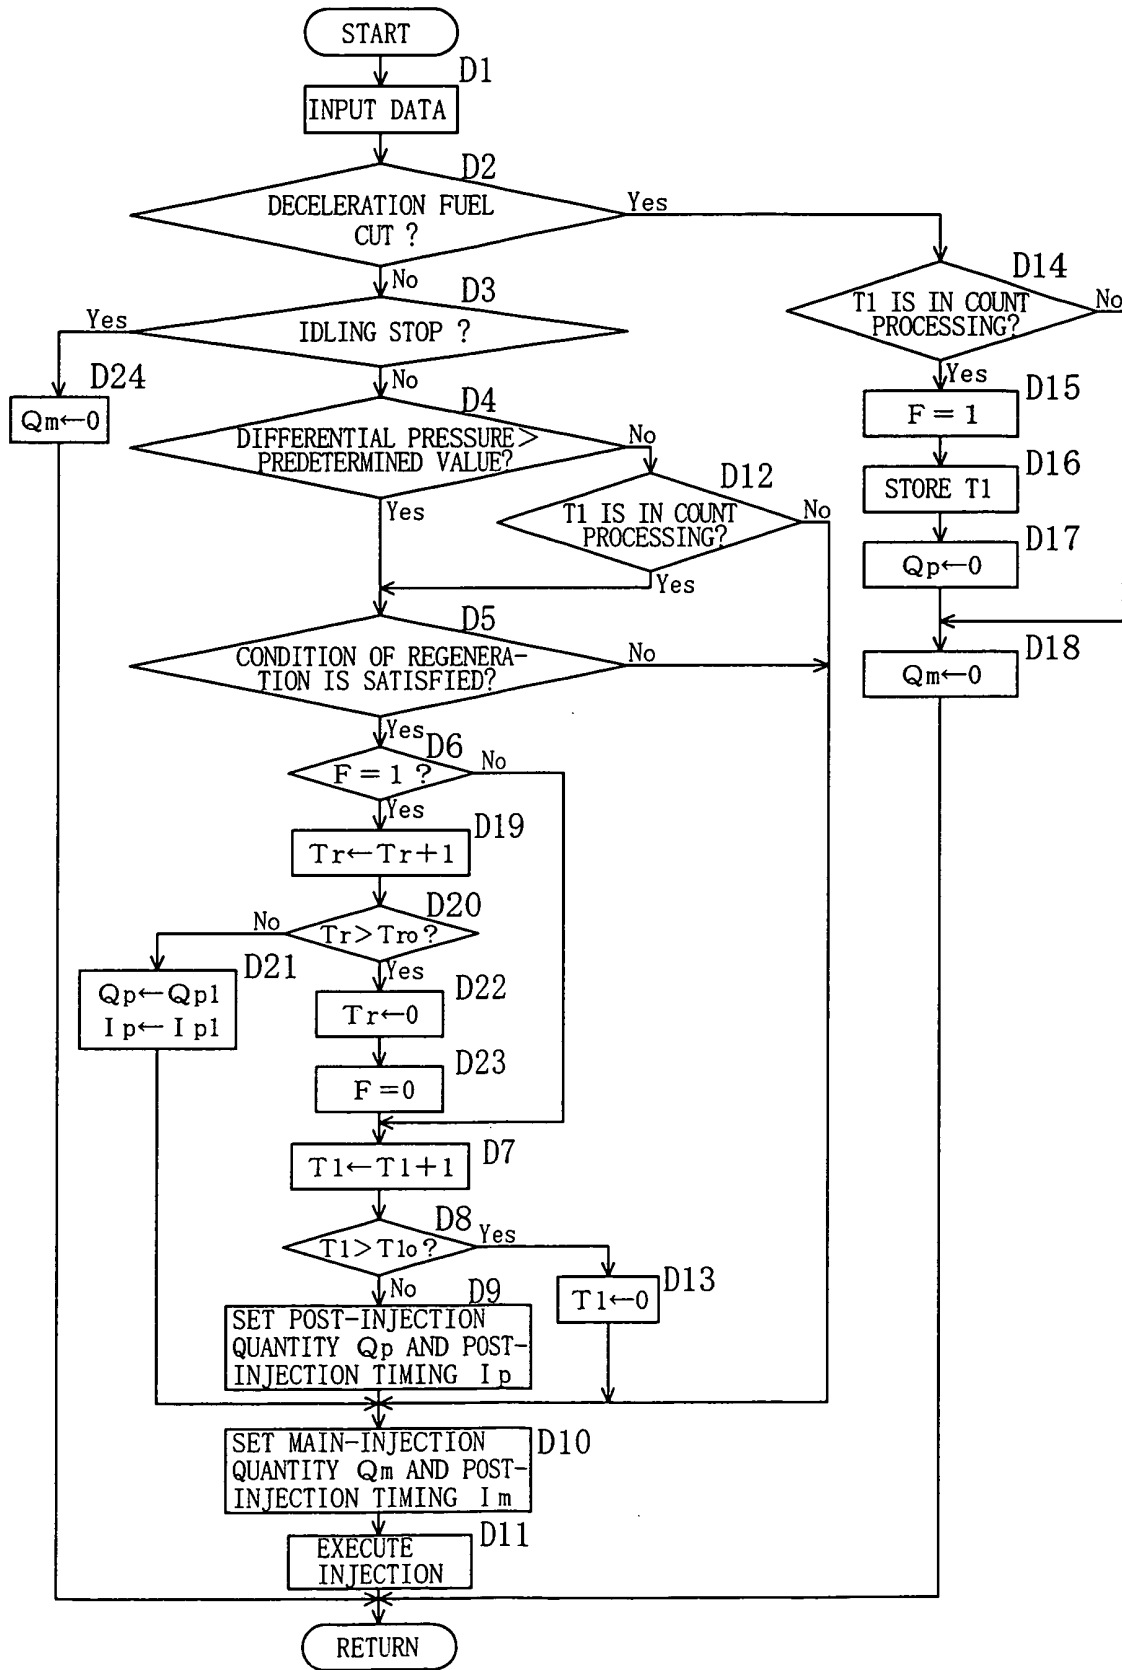 START
D1
INPUT DATA
D2
DECELERATION FUEL
CUT ?
Yes
No
D3
IDLING STOP ?
Yes
No
D24
Qm←0
D4
DIFFERENTIAL PRESSURE>
PREDETERMINED VALUE?
No
Yes
D12
T1 IS IN COUNT
PROCESSING?
No
Yes
D14
T1 IS IN COUNT
PROCESSING?
No
Yes
D15
F=1
D16
STORE T1
D17
Qp←0
D18
Qm←0
D5
CONDITION OF REGENERA-
TION IS SATISFIED?
No
Yes
D6
F=1 ?
No
Yes
D19
Tr←Tr+1
D20
Tr>Tro?
No
Yes
D21
Qp←Qp1
Ip←Ip1
D22
Tr←0
D23
F=0
D7
T1←T1+1
D8
T1>T1o?
Yes
No
D13
T1←0
D9
SET POST-INJECTION
QUANTITY Qp AND POST-
INJECTION TIMING Ip
D10
SET MAIN-INJECTION
QUANTITY Qm AND POST-
INJECTION TIMING Im
D11
EXECUTE
INJECTION
RETURN